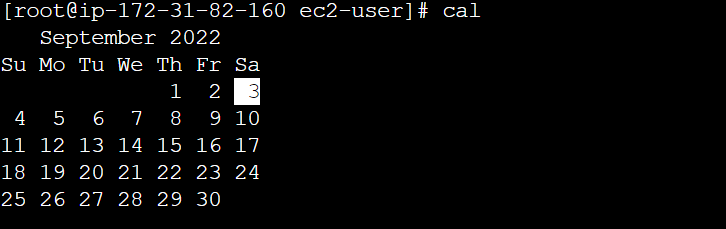 [root@ip-172-31-82-160 ec2-user]# cal
   September 2022
Su Mo Tu We Th Fr Sa
             1  2  3
 4  5  6  7  8  9 10
11 12 13 14 15 16 17
18 19 20 21 22 23 24
25 26 27 28 29 30